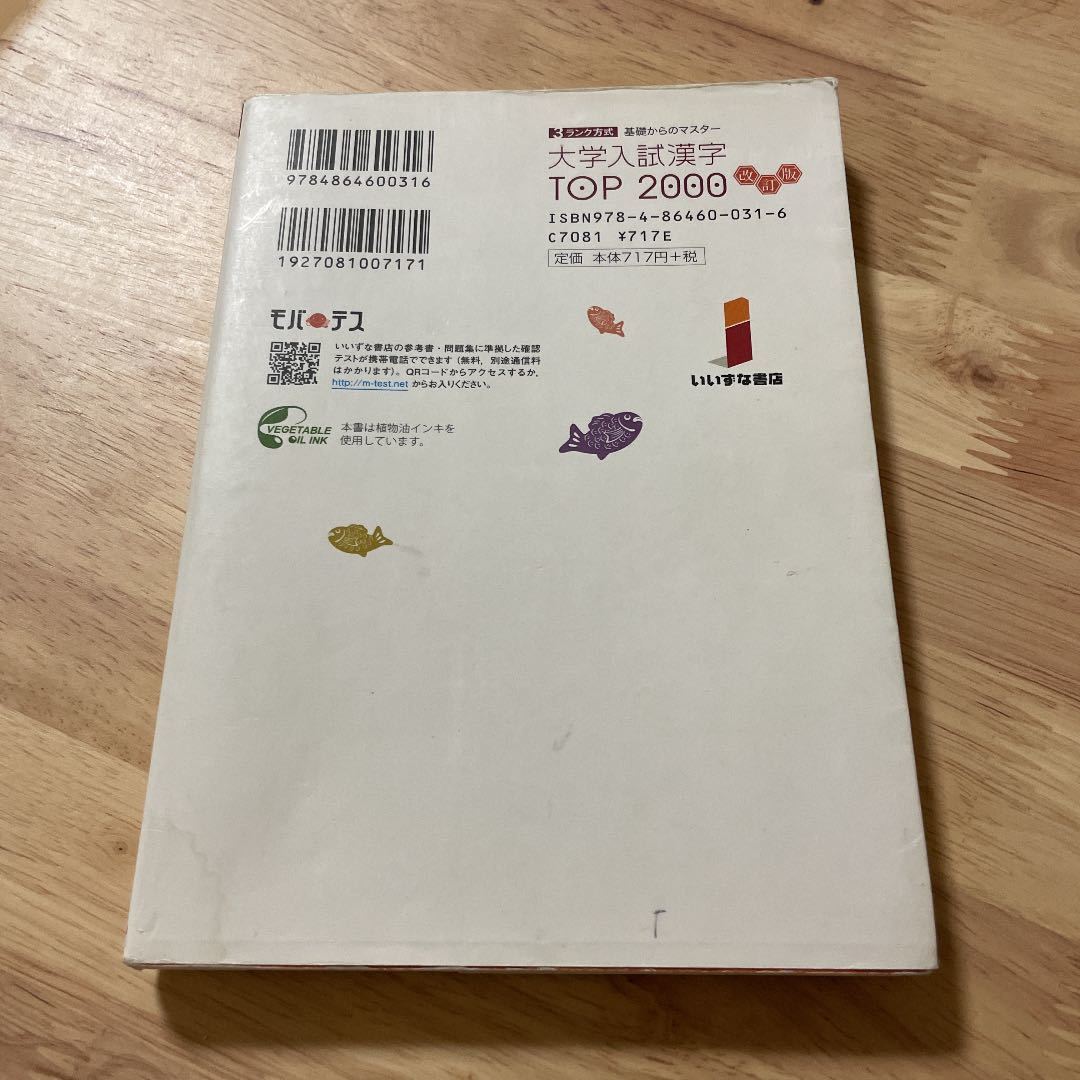 9784864600316
1927081007171
3ランク方式 基礎からのマスター
大学入試漢字
TOP 2000 改訂版
ISBN978-4-86460-031-6
C7081 ¥717E
定価 本体717円+税
モバテス
いいずな書店の参考書・問題集に準拠した確認
テストが携帯電話でできます(無料，別途通信料
はかかります)。QRコードからアクセスするか，
http://m-test.net からお入りください。
VEGETABLE
OIL INK
本書は植物油インキを
使用しています。
いいずな書店